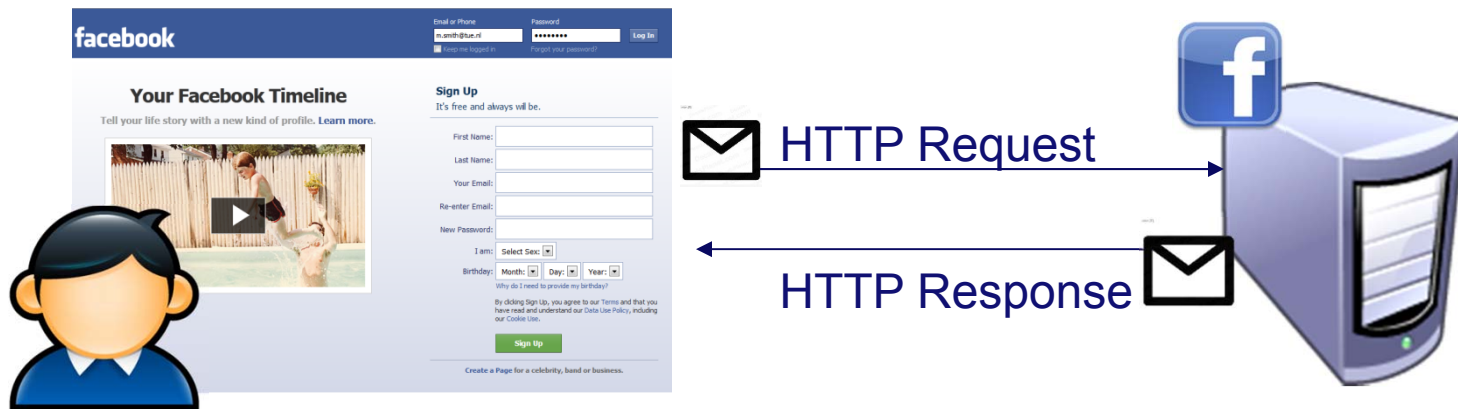 facebook
Email or Phone
Password
m.smith@tue.nl
••••••••
Log In
Keep me logged in
Forgot your password?
Your Facebook Timeline
Tell your life story with a new kind of profile. Learn more.
Sign Up
It's free and always will be.
First Name:
Last Name:
Your Email:
Re-enter Email:
New Password:
I am:
Select Sex:
Birthday:
Month:
Day:
Year:
Why do I need to provide my birthday?
By clicking Sign Up, you agree to our Terms and that you
have read and understand our Data Use Policy, including
our Cookie Use.
Sign Up
Create a Page for a celebrity, band or business.
HTTP Request
HTTP Response
f